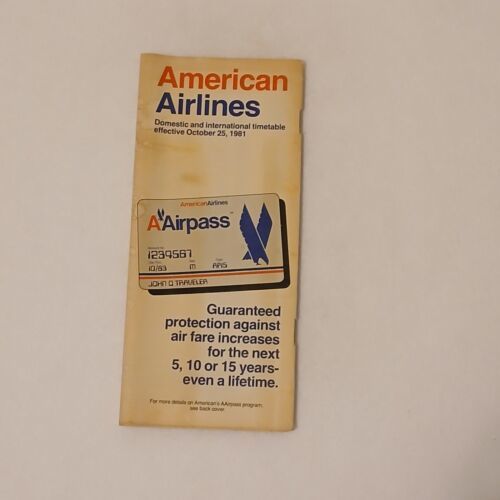 American
Airlines
Domestic and international timetable
effective October 25, 1981
AmericanAirlines
AAirpass™
1234567
10/93 M AA5
JOHN Q TRAVELER
Guaranteed
protection against
air fare increases
for the next
5, 10 or 15 years-
even a lifetime.
For more details on American's AAirpass program,
see back cover.